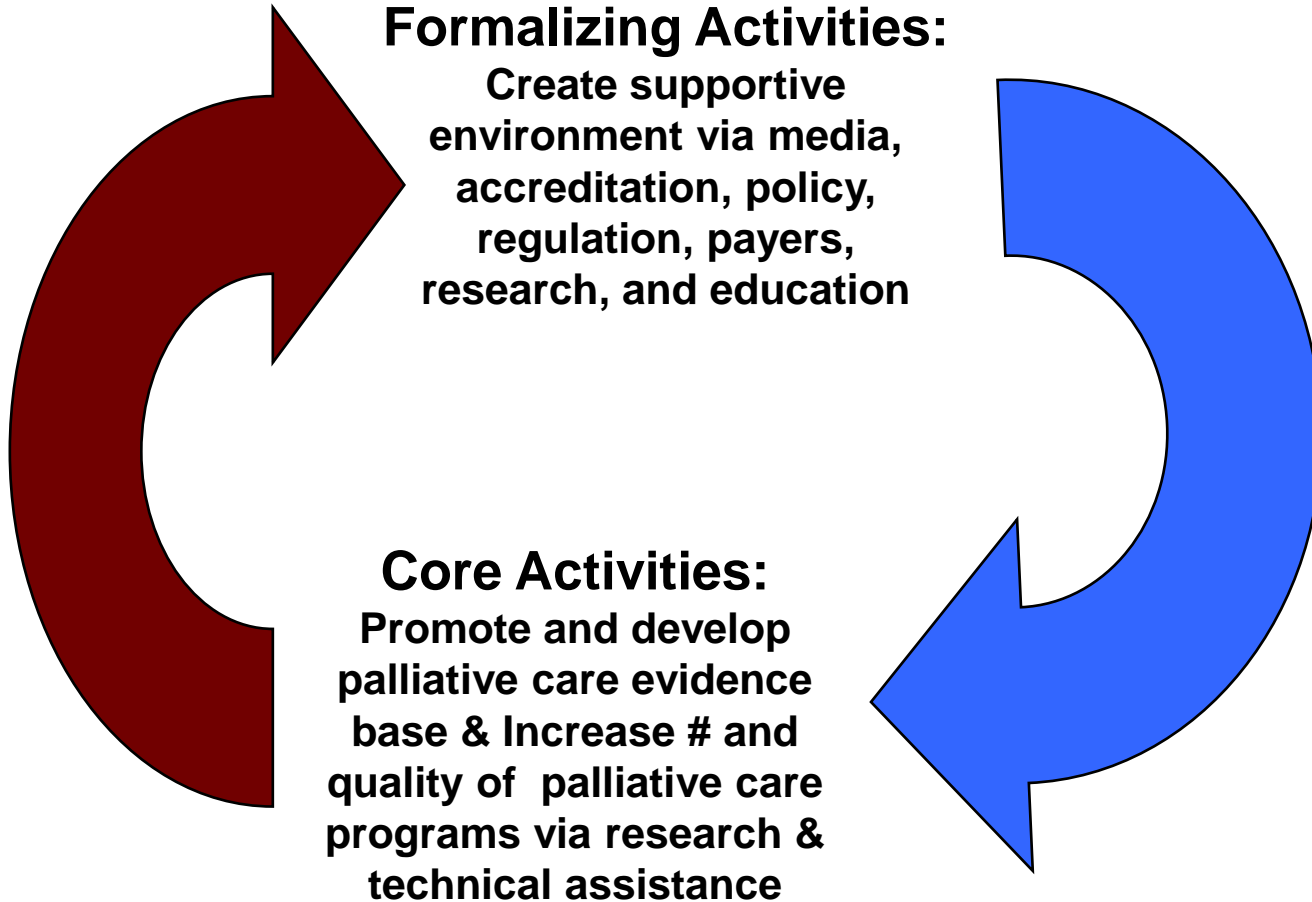 Formalizing Activities:
Create supportive
environment via media,
accreditation, policy,
regulation, payers,
research, and education
Core Activities:
Promote and develop
palliative care evidence
base & Increase # and
quality of  palliative care
programs via research &
technical assistance